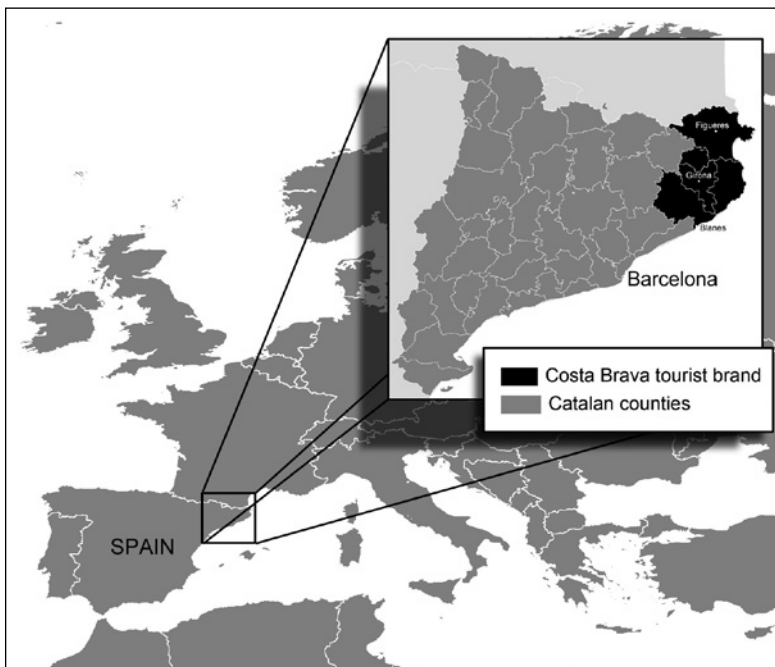 Figueres
Girona
Blanes
Barcelona
Costa Brava tourist brand
Catalan counties
SPAIN